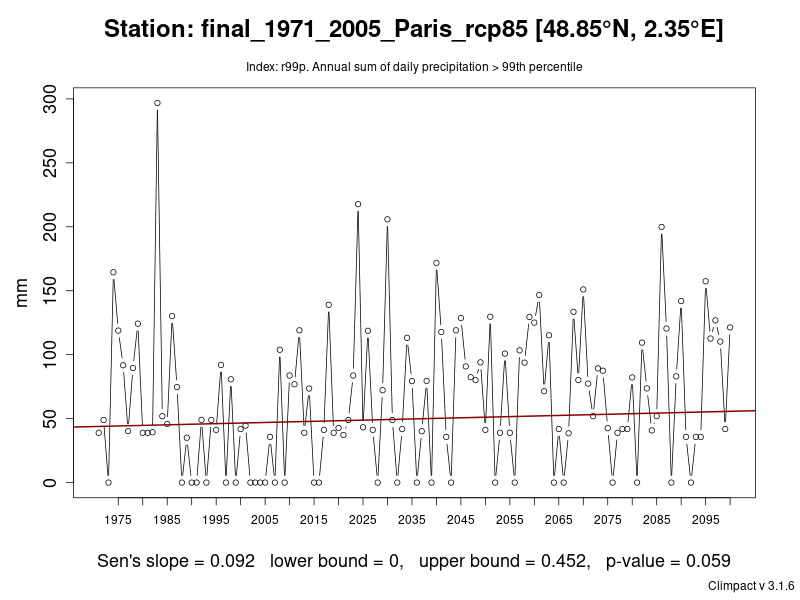 Station: final_1971_2005_Paris_rcp85 [48.85°N, 2.35°E]
Index: r99p. Annual sum of daily precipitation > 99th percentile
300
250
200
150
100
50
0
mm
1975 1985 1995 2005 2015 2025 2035 2045 2055 2065 2075 2085 2095
Sen's slope = 0.092 lower bound = 0, upper bound = 0.452, p-value = 0.059
Climpact v 3.1.6